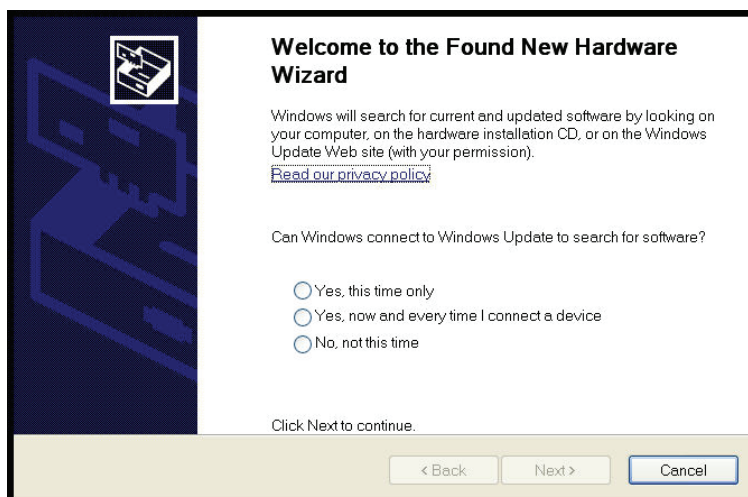 Welcome to the Found New Hardware
Wizard
Windows will search for current and updated software by looking on
your computer, on the hardware installation CD, or on the Windows
Update Web site (with your permission).
Read our privacy policy
Can Windows connect to Windows Update to search for software?
Yes, this time only
Yes, now and every time I connect a device
No, not this time
Click Next to continue.
< Back Next > Cancel